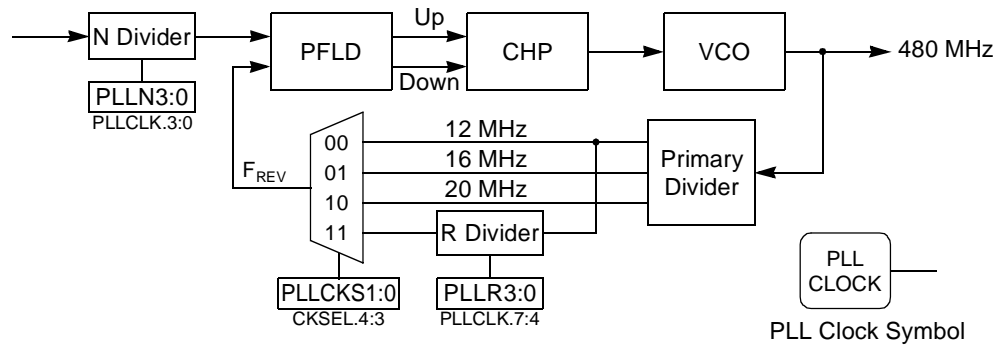 Up
N Divider
PFLD
CHP
VCO
480 MHz
Down
PLLN3:0
PLLCLK.3:0
12 MHz
00
16 MHz
Primary
Divider
01
FREV
20 MHz
10
11
R Divider
PLLCKS1:0
CKSEL.4:3
PLLR3:0
PLLCLK.7:4
PLL
CLOCK
PLL Clock Symbol